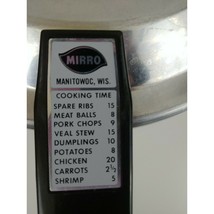 MIRRO
MANITOWOC, WIS.
COOKING TIME
SPARE RIBS 15
MEAT BALLS 8
PORK CHOPS 9
VEAL STEW 15
DUMPLINGS 10
POTATOES 8
CHICKEN 20
CARROTS 2½
SHRIMP 5